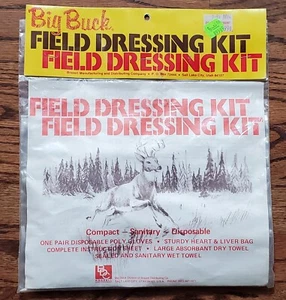 Big Buck
FIELD DRESSING KIT
FIELD DRESSING KIT
FIELD DRESSING KIT
FIELD DRESSING KIT
Compact — Sanitary — Disposable
ONE PAIR DISPOSABLE POLY GLOVES • STURDY HEART & LIVER BAG
COMPLETE INSTRUCTION SHEET • LARGE ABSORBANT DRY TOWEL
SEALED AND SANITARY WET TOWEL